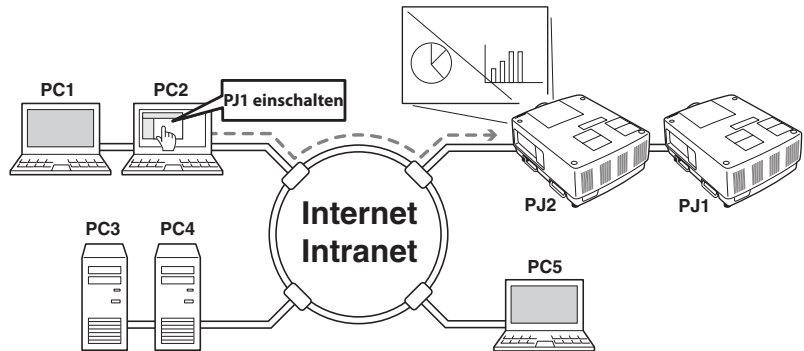 PC1
PC2
PJ1 einschalten
PJ2
PJ1
Internet
Intranet
PC3
PC4
PC5